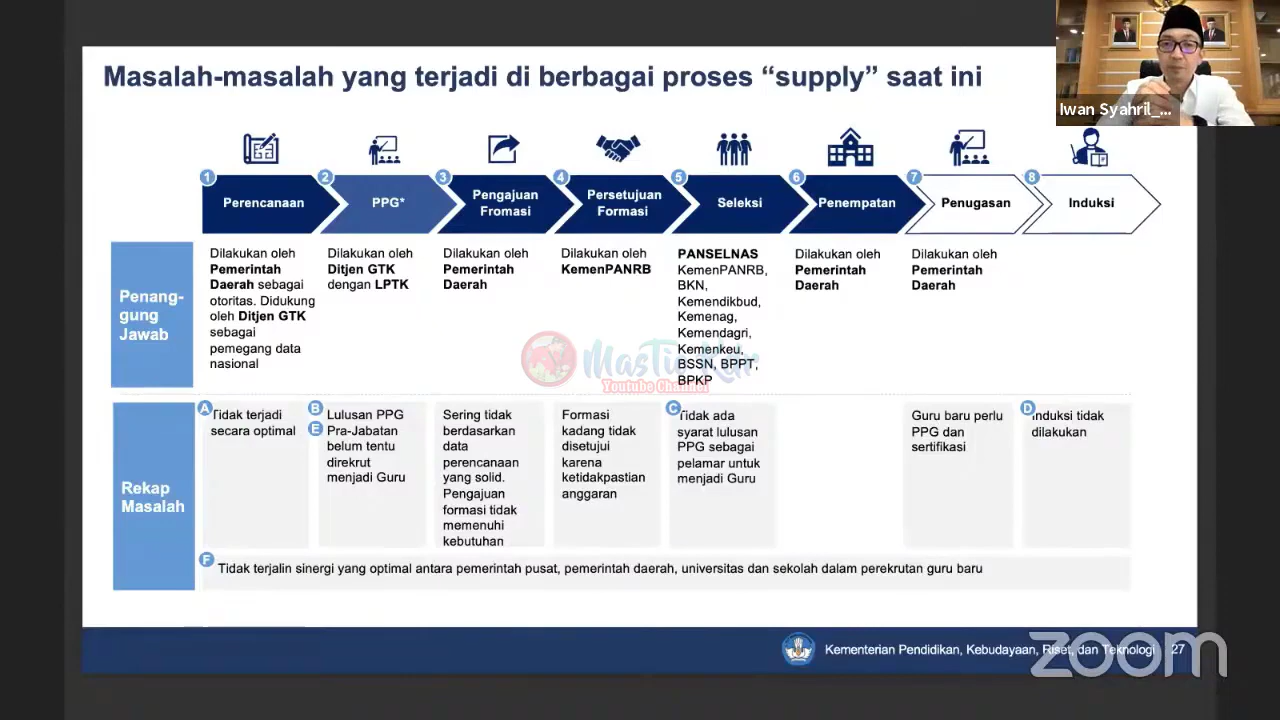 Masalah-masalah yang terjadi di berbagai proses “supply” saat ini
Iwan Syahril_...
1
Perencanaan
2
PPG*
3
Pengajuan
Fromasi
4
Persetujuan
Formasi
5
Seleksi
6
Penempatan
7
Penugasan
8
Induksi
Penang-
gung
Jawab
Dilakukan oleh
Pemerintah
Daerah sebagai
otoritas. Didukung
oleh Ditjen GTK
sebagai
pemegang data
nasional
Dilakukan oleh
Ditjen GTK
dengan LPTK
Dilakukan oleh
Pemerintah
Daerah
Dilakukan oleh
KemenPANRB
PANSELNAS
KemenPANRB,
BKN,
Kemendikbud,
Kemenag,
Kemendagri,
Kemenkeu,
BSSN, BPPT,
BPKP
Dilakukan oleh
Pemerintah
Daerah
Dilakukan oleh
Pemerintah
Daerah
MasTio Kdr
Youtube Channel
Rekap
Masalah
A
Tidak terjadi
secara optimal
B
E
Lulusan PPG
Pra-Jabatan
belum tentu
direkrut
menjadi Guru
Sering tidak
berdasarkan
data
perencanaan
yang solid.
Pengajuan
formasi tidak
memenuhi
kebutuhan
Formasi
kadang tidak
disetujui
karena
ketidakpastian
anggaran
C
Tidak ada
syarat lulusan
PPG sebagai
pelamar untuk
menjadi Guru
Guru baru perlu
PPG dan
sertifikasi
D
Induksi tidak
dilakukan
F
Tidak terjalin sinergi yang optimal antara pemerintah pusat, pemerintah daerah, universitas dan sekolah dalam perekrutan guru baru
Kementerian Pendidikan, Kebudayaan, Riset, dan Teknologi
27
zoom